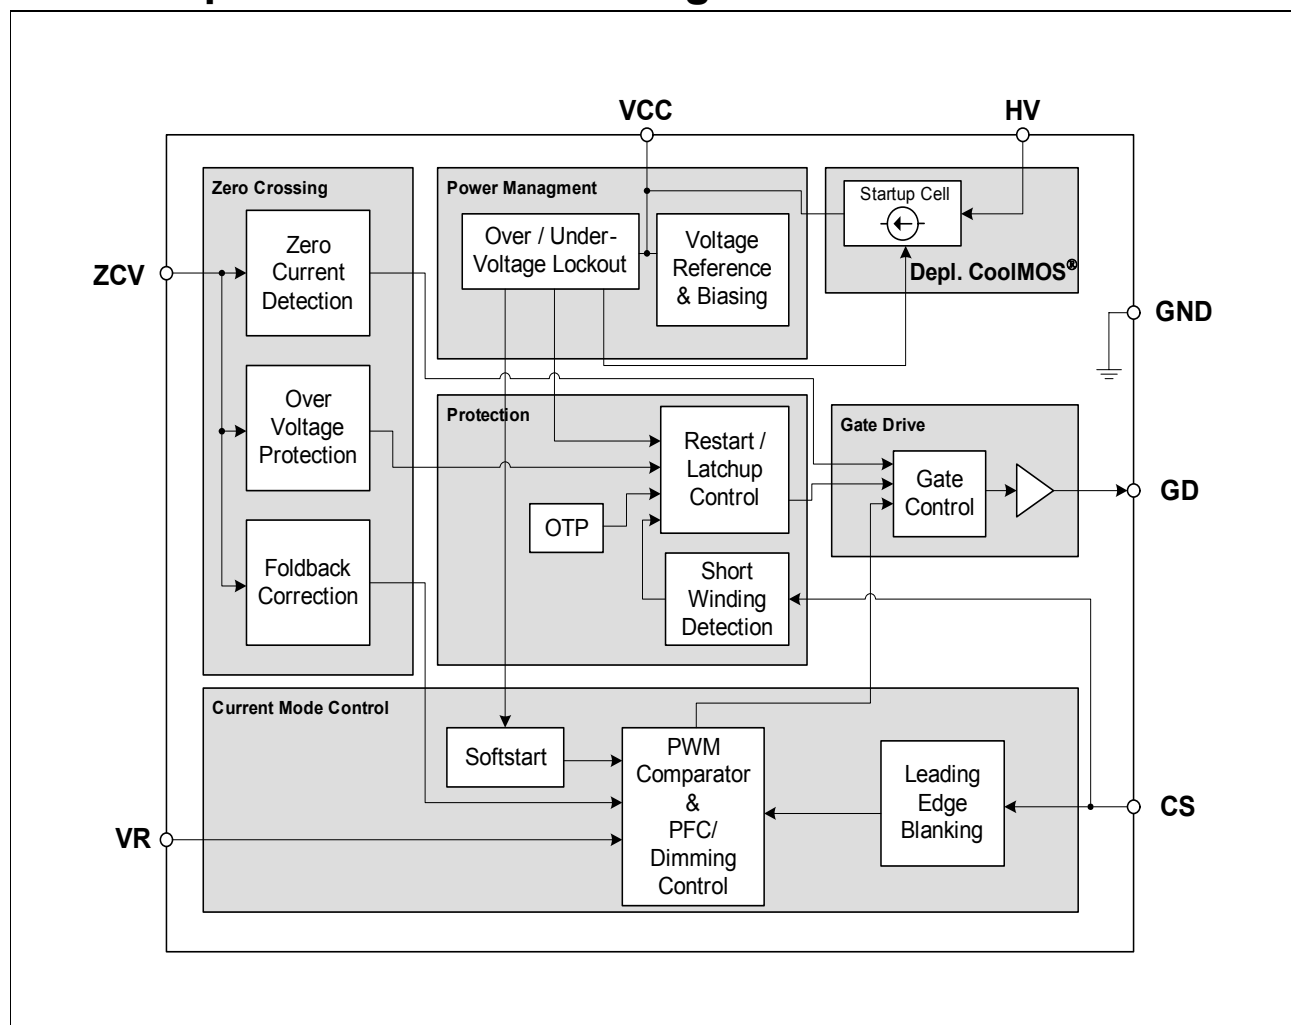 VCC
HV
Zero Crossing
Power Managment
Startup Cell
Zero
Current
Detection
Over / Under-
Voltage Lockout
Voltage
Reference
& Biasing
Depl. CoolMOS®
ZCV
GND
Over
Voltage
Protection
Protection
Restart /
Latchup
Control
Gate Drive
Gate
Control
GD
OTP
Foldback
Correction
Short
Winding
Detection
Current Mode Control
Softstart
PWM
Comparator
&
PFC/
Dimming
Control
Leading
Edge
Blanking
CS
VR